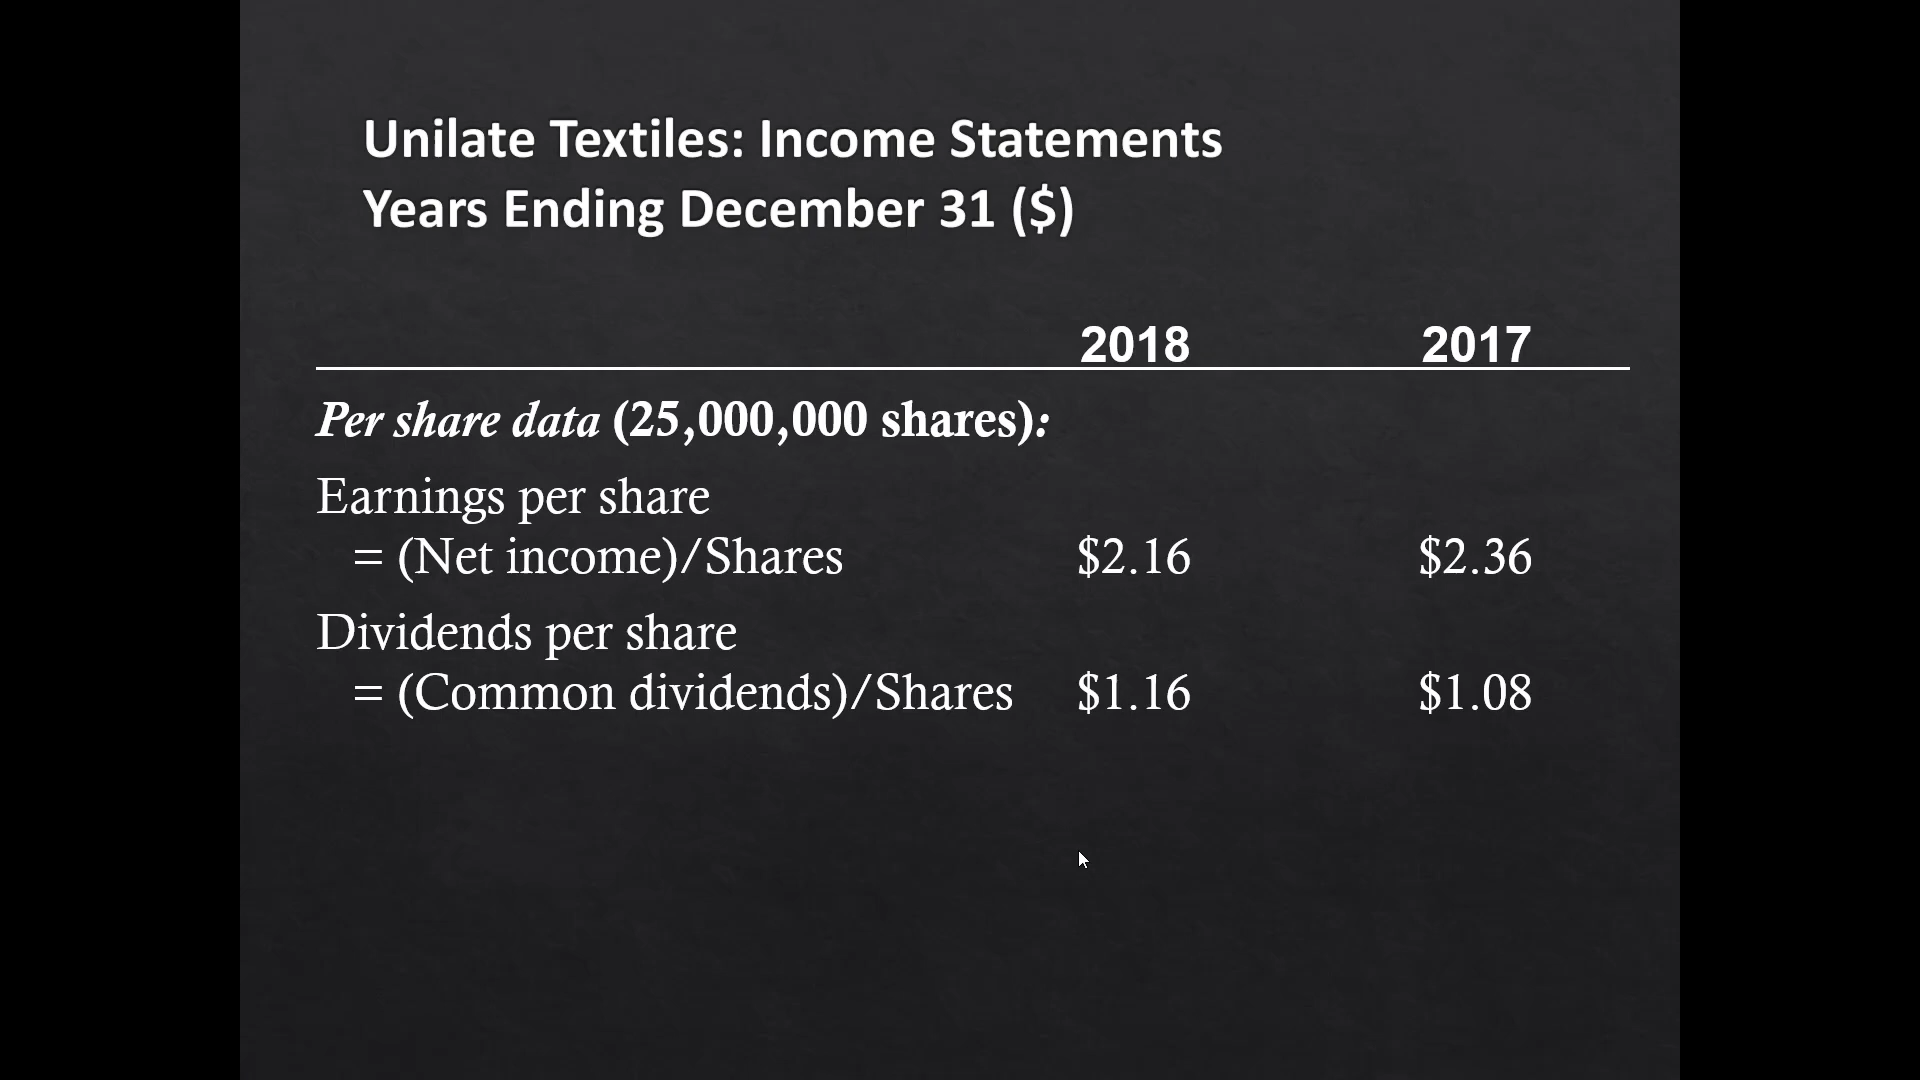 Unilate Textiles: Income Statements
Years Ending December 31 ($)
2018 2017
Per share data (25,000,000 shares):
Earnings per share
= (Net income)/Shares $2.16 $2.36
Dividends per share
= (Common dividends)/Shares $1.16 $1.08